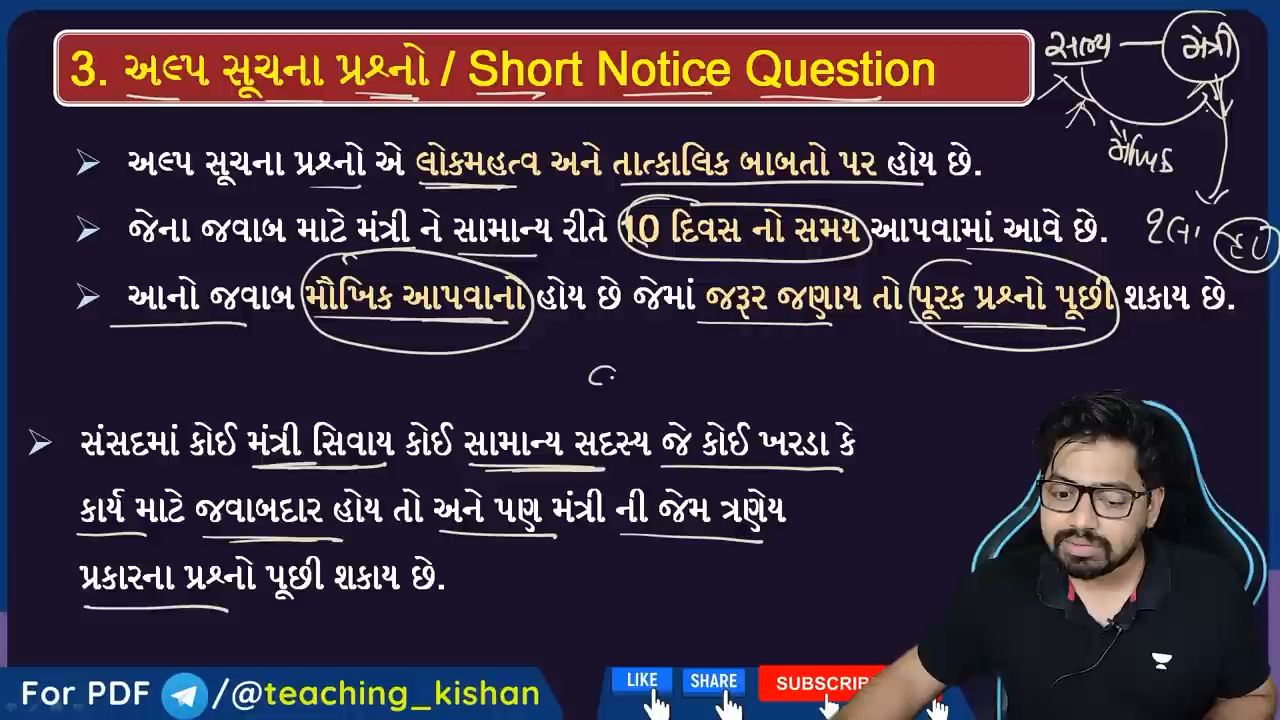 3. અલ્પ સૂચના પ્રશ્નો / Short Notice Question
સભ્ય — મંત્રી
મૌખિક
અલ્પ સૂચના પ્રશ્નો એ લોકમહત્વ અને તાત્કાલિક બાબતો પર હોય છે.
જેના જવાબ માટે મંત્રી ને સામાન્ય રીતે 10 દિવસ નો સમય આપવામાં આવે છે.
આનો જવાબ મૌખિક આપવાનો હોય છે જેમાં જરૂર જણાય તો પૂરક પ્રશ્નો પૂછી શકાય છે.
સંસદમાં કોઈ મંત્રી સિવાય કોઈ સામાન્ય સદસ્ય જે કોઈ ખરડા કે
કાર્ય માટે જવાબદાર હોય તો અને પણ મંત્રી ની જેમ ત્રણેય
પ્રકારના પ્રશ્નો પૂછી શકાય છે.
For PDF /@teaching_kishan
LIKE SHARE